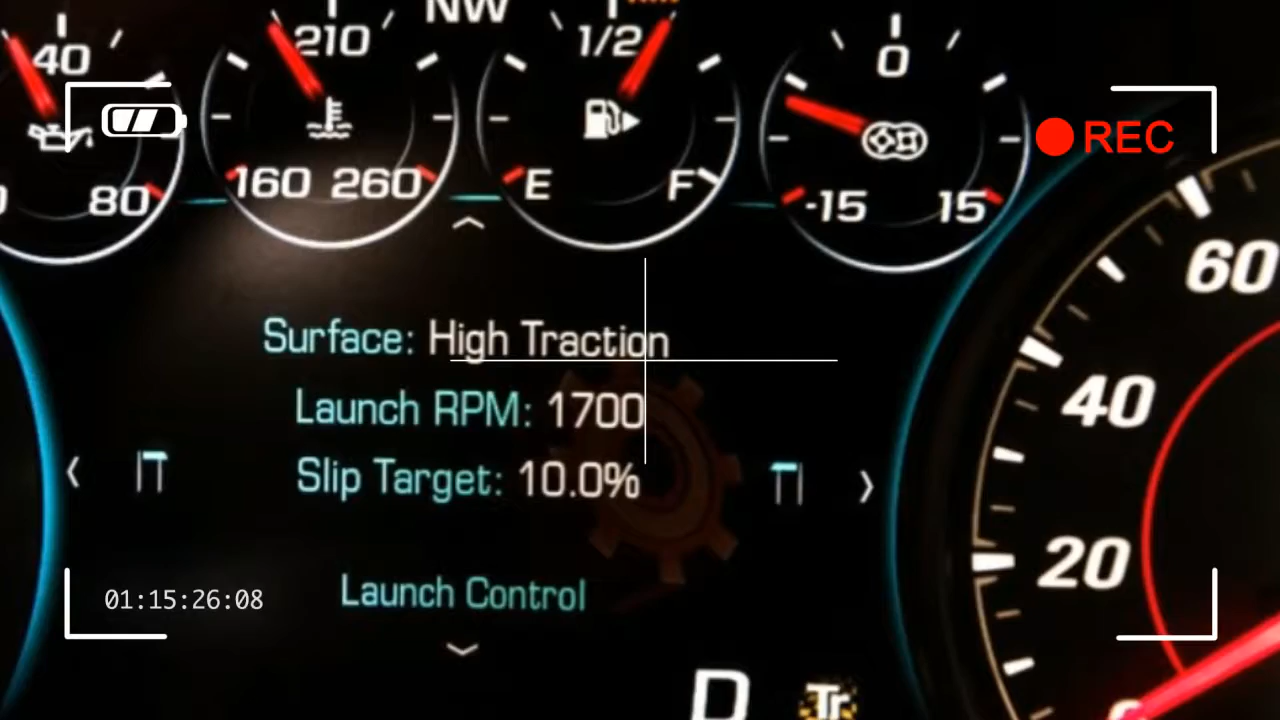 NW
40
210
1/2
0
REC
80
160 260
E F
-15 15
60
Surface: High Traction
Launch RPM: 1700
40
Slip Target: 10.0%
20
Launch Control
01:15:26:08
D
Tr